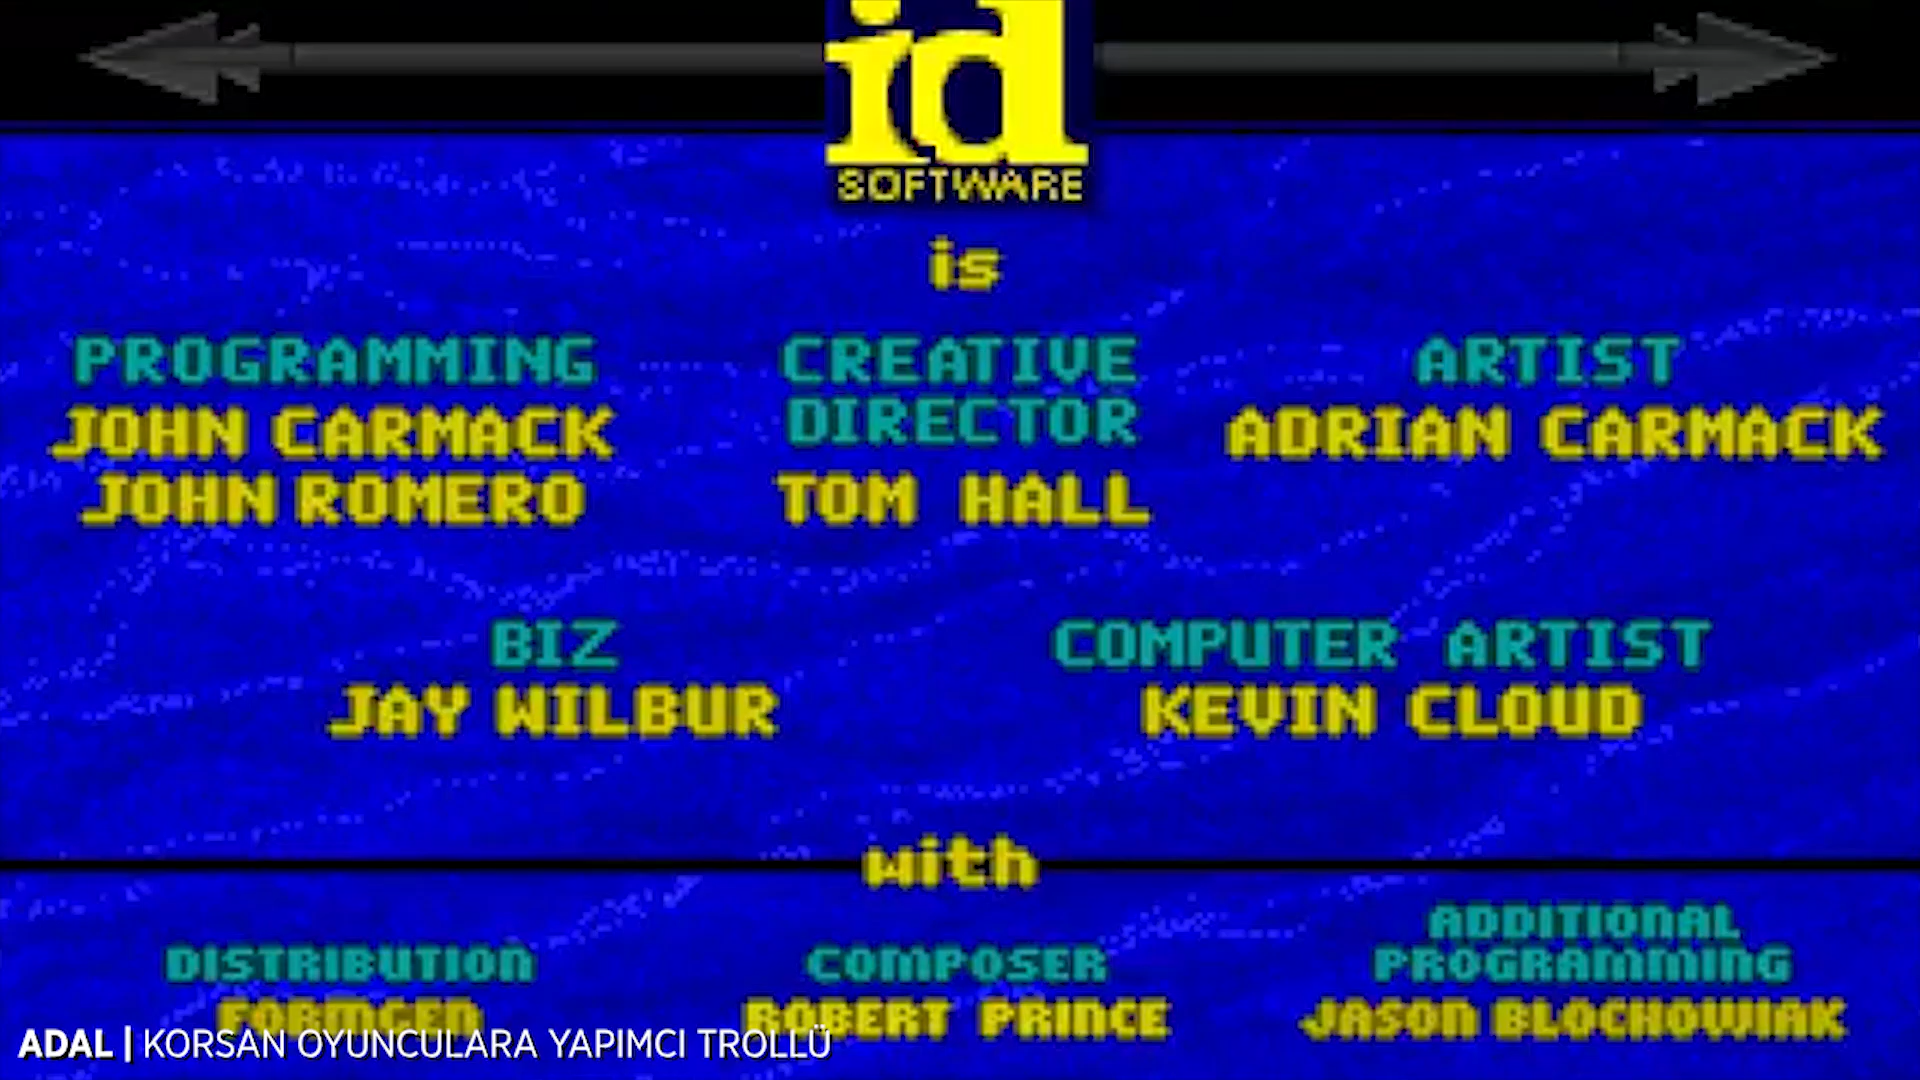 id
SOFTWARE
is
PROGRAMMING
JOHN CARMACK
JOHN ROMERO
CREATIVE
DIRECTOR
TOM HALL
ARTIST
ADRIAN CARMACK
BIZ
JAY WILBUR
COMPUTER ARTIST
KEVIN CLOUD
with
DISTRIBUTION
FORMGEN
COMPOSER
ROBERT PRINCE
ADDITIONAL
PROGRAMMING
JASON BLOCHOWIAK
ADAL | KORSAN OYUNCULARA YAPIMCI TROLLÜ